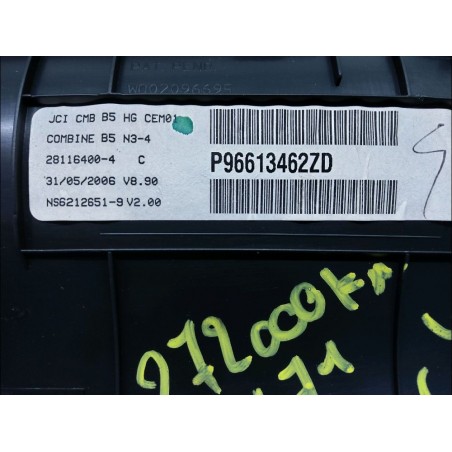 JCI CMB B5 HG CEM01
COMBINE B5 N3-4
28116400-4 C
31/05/2006 V8.90
NS6212651-9 V2.00
P96613462ZD
272000km